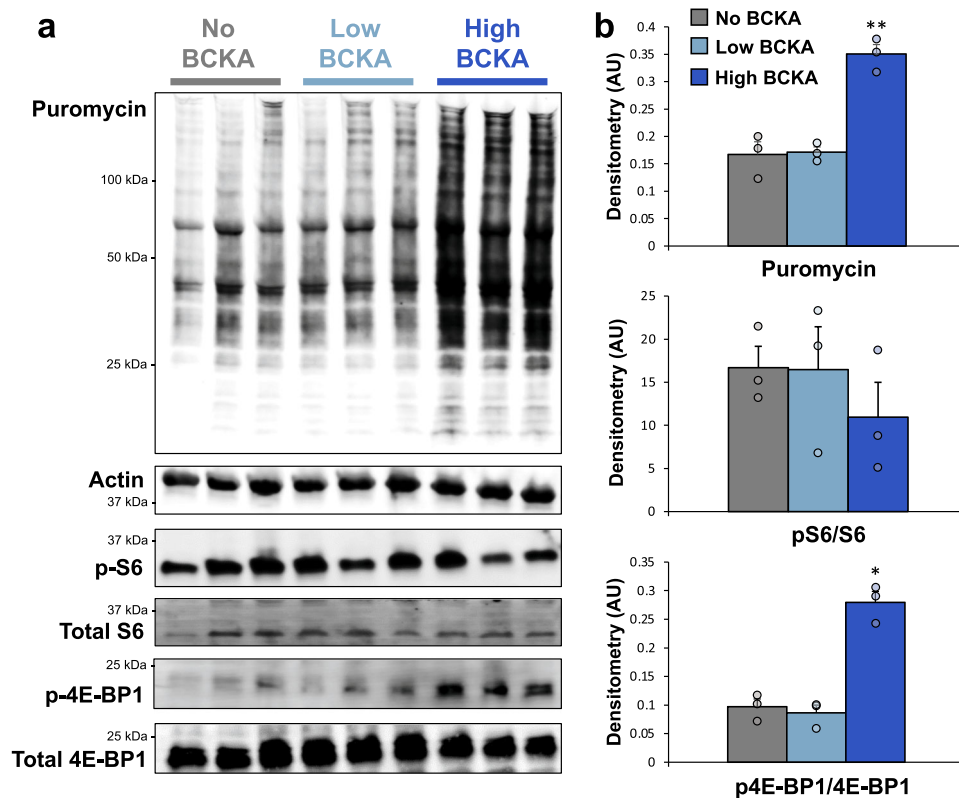 a
No
BCKA
Low
BCKA
High
BCKA
Puromycin
100 kDa
50 kDa
25 kDa
Actin
37 kDa
37 kDa
p-S6
37 kDa
Total S6
25 kDa
p-4E-BP1
25 kDa
Total 4E-BP1
b
No BCKA
Low BCKA
High BCKA
**
Densitometry (AU)
0.4
0.35
0.3
0.25
0.2
0.15
0.1
0.05
0
Puromycin
Densitometry (AU)
25
20
15
10
5
0
pS6/S6
*
Densitometry (AU)
0.35
0.3
0.25
0.2
0.15
0.1
0.05
0
p4E-BP1/4E-BP1